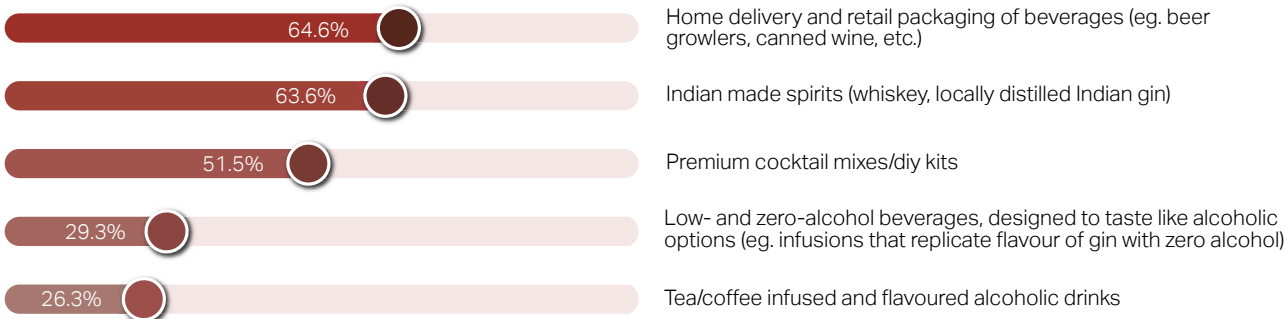 64.6%
Home delivery and retail packaging of beverages (eg. beer
growlers, canned wine, etc.)
63.6%
Indian made spirits (whiskey, locally distilled Indian gin)
51.5%
Premium cocktail mixes/diy kits
29.3%
Low- and zero-alcohol beverages, designed to taste like alcoholic
options (eg. infusions that replicate flavour of gin with zero alcohol)
26.3%
Tea/coffee infused and flavoured alcoholic drinks